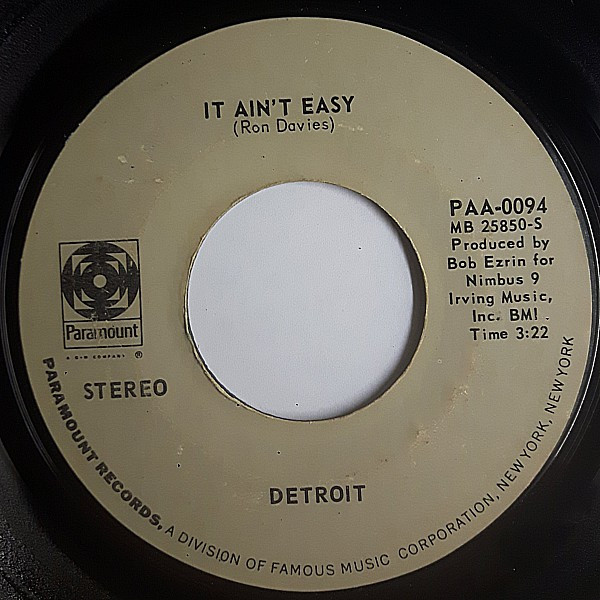 IT AIN'T EASY
(Ron Davies)
PAA-0094
MB 25850-S
Produced by
Bob Ezrin for
Nimbus 9
Irving Music,
Inc. BMI
Time 3:22
Paramount
A G+W COMPANY ®
STEREO
DETROIT
PARAMOUNT RECORDS, A DIVISION OF FAMOUS MUSIC CORPORATION, NEW YORK, NEW YORK